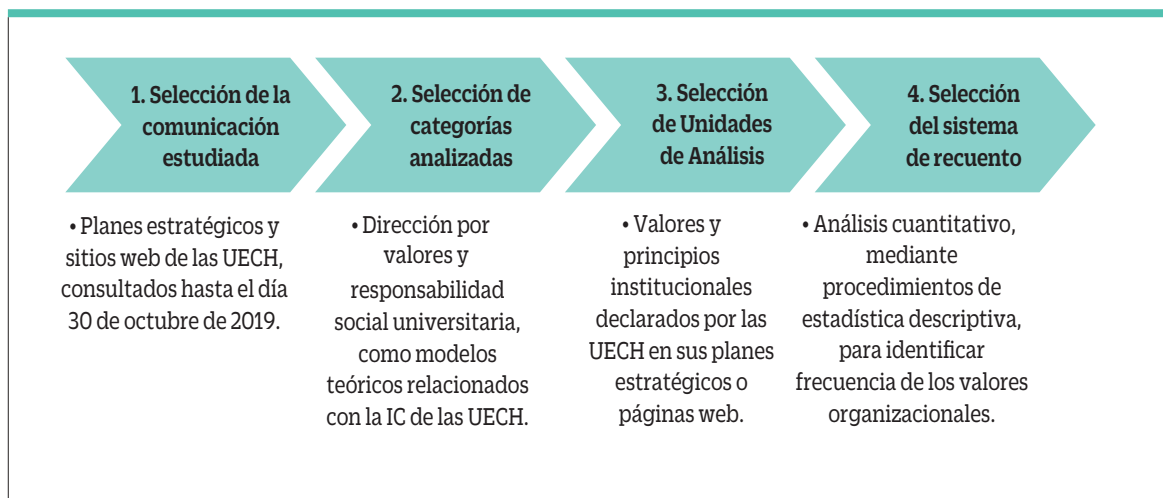 1. Selección de la
comunicación
estudiada
2. Selección de
categorías
analizadas
3. Selección
de Unidades
de Análisis
4. Selección
del sistema
de recuento
• Planes estratégicos y
sitios web de las UECH,
consultados hasta el día
30 de octubre de 2019.
• Dirección por
valores y
responsabilidad
social universitaria,
como modelos
teóricos relacionados
con la IC de las UECH.
• Valores y
principios
institucionales
declarados por las
UECH en sus planes
estratégicos o
páginas web.
• Análisis cuantitativo,
mediante
procedimientos de
estadística descriptiva,
para identificar
frecuencia de los valores
organizacionales.